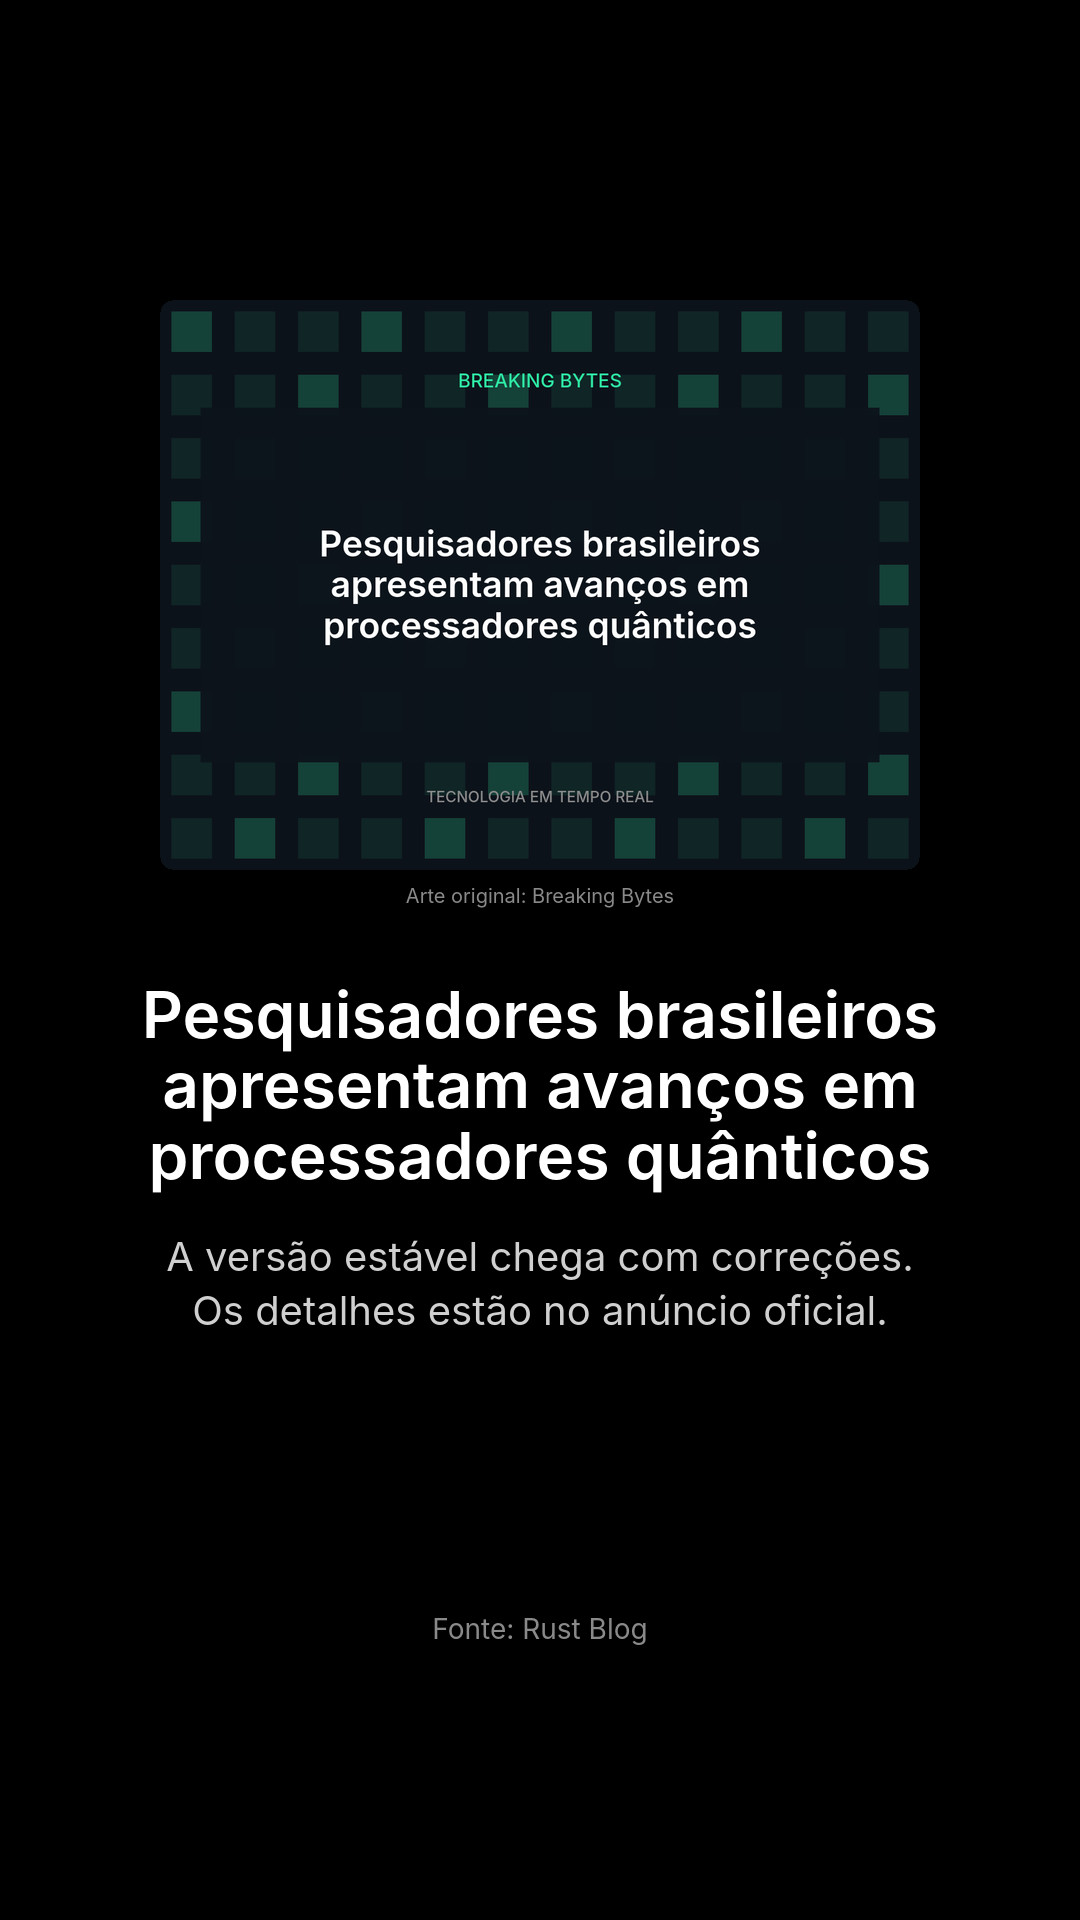 BREAKING BYTES
Pesquisadores brasileiros
apresentam avanços em
processadores quânticos
TECNOLOGIA EM TEMPO REAL
Arte original: Breaking Bytes
Pesquisadores brasileiros
apresentam avanços em
processadores quânticos
A versão estável chega com correções.
Os detalhes estão no anúncio oficial.
Fonte: Rust Blog